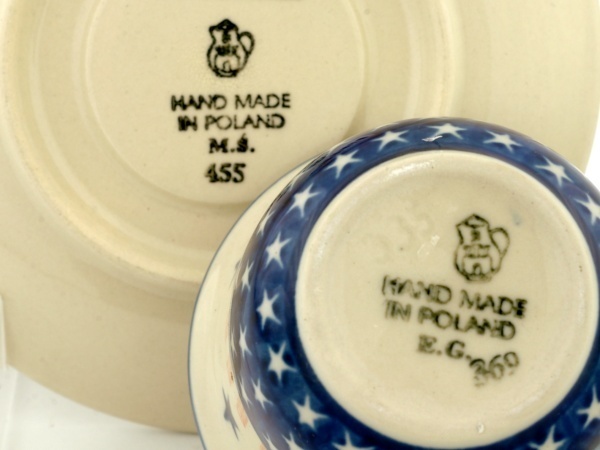 HAND MADE
IN POLAND
M.Ś.
455
HAND MADE
IN POLAND
E.G. 369